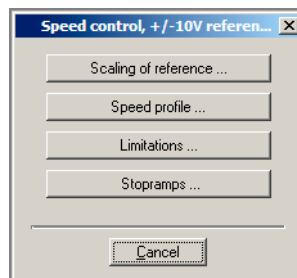 Speed control, +/-10V referen...
Scaling of reference ...
Speed profile ...
Limitations ...
Stopramps ...
Cancel